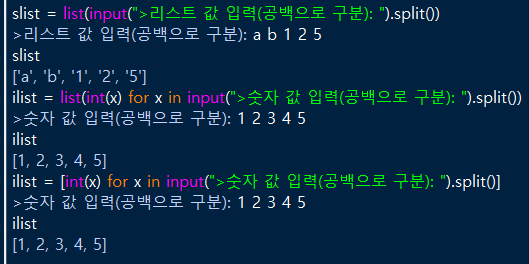 slist = list(input(">리스트 값 입력(공백으로 구분): ").split())
>리스트 값 입력(공백으로 구분): a b 1 2 5
slist
['a', 'b', '1', '2', '5']
ilist = list(int(x) for x in input(">숫자 값 입력(공백으로 구분): ").split())
>숫자 값 입력(공백으로 구분): 1 2 3 4 5
ilist
[1, 2, 3, 4, 5]
ilist = [int(x) for x in input(">숫자 값 입력(공백으로 구분): ").split()]
>숫자 값 입력(공백으로 구분): 1 2 3 4 5
ilist
[1, 2, 3, 4, 5]